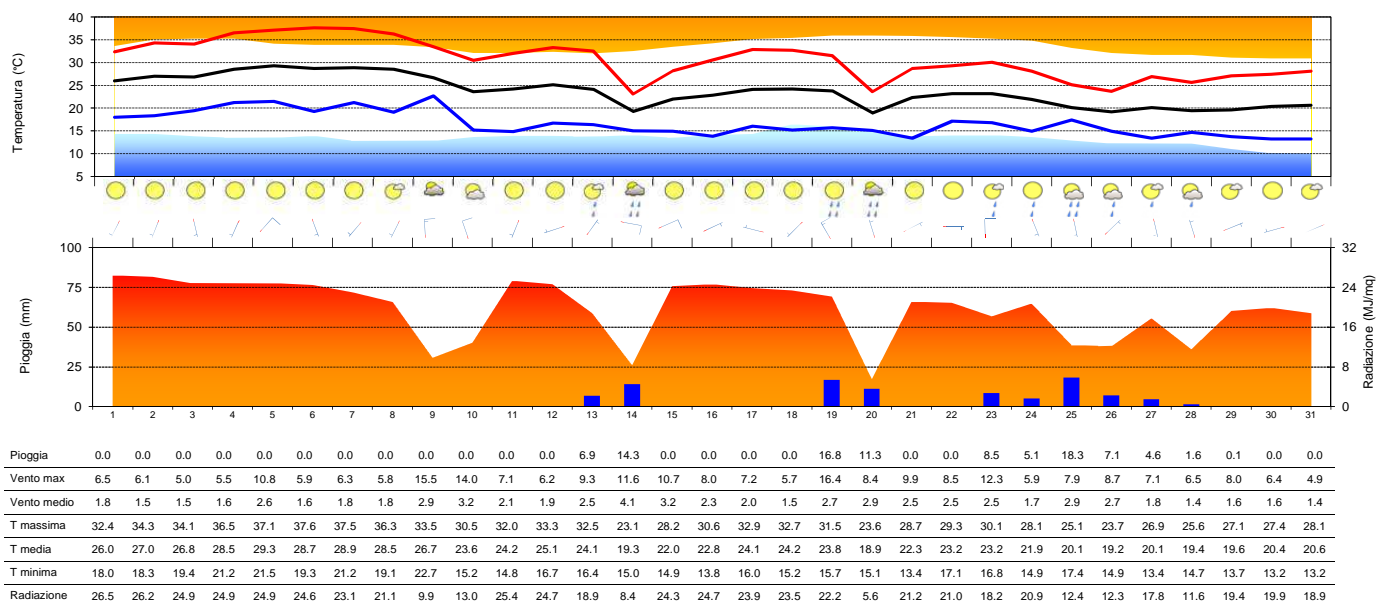 40
35
30
25
20
15
10
5
Temperatura (°C)
100
75
50
25
0
Pioggia (mm)
32
24
16
8
0
Radiazione (MJ/mq)
1 2 3 4 5 6 7 8 9 10 11 12 13 14 15 16 17 18 19 20 21 22 23 24 25 26 27 28 29 30 31
Pioggia 0.0 0.0 0.0 0.0 0.0 0.0 0.0 0.0 0.0 0.0 0.0 0.0 6.9 14.3 0.0 0.0 0.0 0.0 16.8 11.3 0.0 0.0 8.5 5.1 18.3 7.1 4.6 1.6 0.1 0.0 0.0
Vento max 6.5 6.1 5.0 5.5 10.8 5.9 6.3 5.8 15.5 14.0 7.1 6.2 9.3 11.6 10.7 8.0 7.2 5.7 16.4 8.4 9.9 8.5 12.3 5.9 7.9 8.7 7.1 6.5 8.0 6.4 4.9
Vento medio 1.8 1.5 1.5 1.6 2.6 1.6 1.8 1.8 2.9 3.2 2.1 1.9 2.5 4.1 3.2 2.3 2.0 1.5 2.7 2.9 2.5 2.5 2.5 1.7 2.9 2.7 1.8 1.4 1.6 1.6 1.4
T massima 32.4 34.3 34.1 36.5 37.1 37.6 37.5 36.3 33.5 30.5 32.0 33.3 32.5 23.1 28.2 30.6 32.9 32.7 31.5 23.6 28.7 29.3 30.1 28.1 25.1 23.7 26.9 25.6 27.1 27.4 28.1
T media 26.0 27.0 26.8 28.5 29.3 28.7 28.9 28.5 26.7 23.6 24.2 25.1 24.1 19.3 22.0 22.8 24.1 24.2 23.8 18.9 22.3 23.2 23.2 21.9 20.1 19.2 20.1 19.4 19.6 20.4 20.6
T minima 18.0 18.3 19.4 21.2 21.5 19.3 21.2 19.1 22.7 15.2 14.8 16.7 16.4 15.0 14.9 13.8 16.0 15.2 15.7 15.1 13.4 17.1 16.8 14.9 17.4 14.9 13.4 14.7 13.7 13.2 13.2
Radiazione 26.5 26.2 24.9 24.9 24.9 24.6 23.1 21.1 9.9 13.0 25.4 24.7 18.9 8.4 24.3 24.7 23.9 23.5 22.2 5.6 21.2 21.0 18.2 20.9 12.4 12.3 17.8 11.6 19.4 19.9 18.9